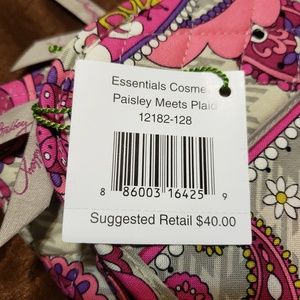 Essentials Cosme
Paisley Meets Plaid
12182-128
8 86003 16425 9
Suggested Retail $40.00